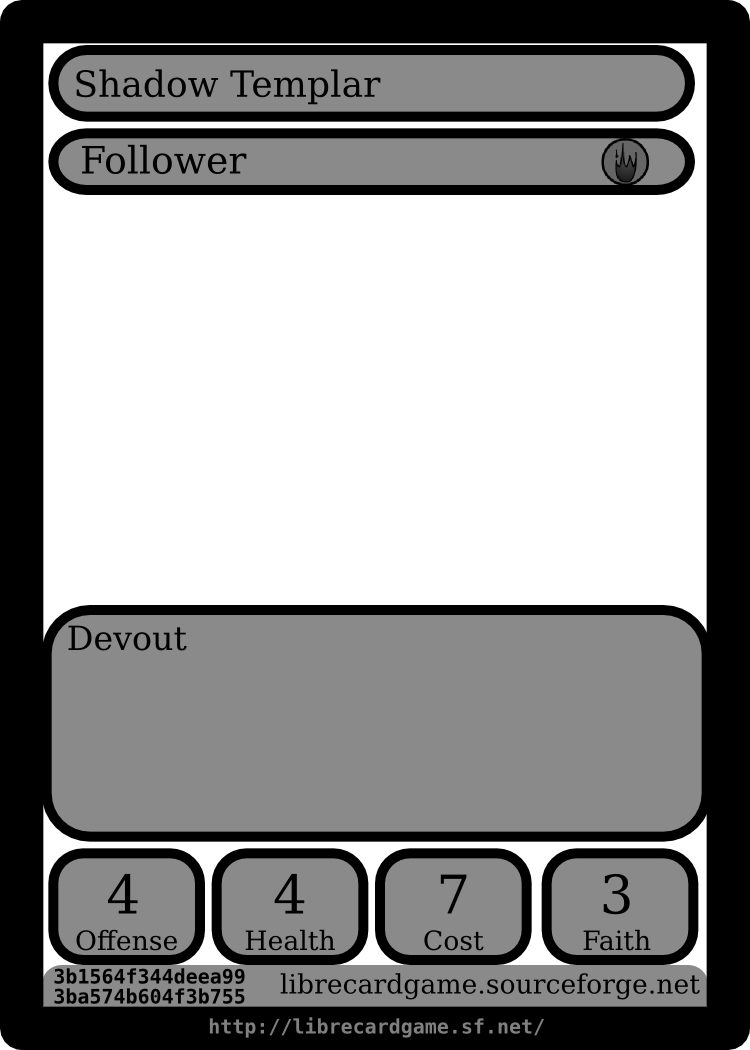 Shadow Templar
Follower
Devout
4
Offense
4
Health
7
Cost
3
Faith
3b1564f344deea99
3ba574b604f3b755
librecardgame.sourceforge.net
http://librecardgame.sf.net/